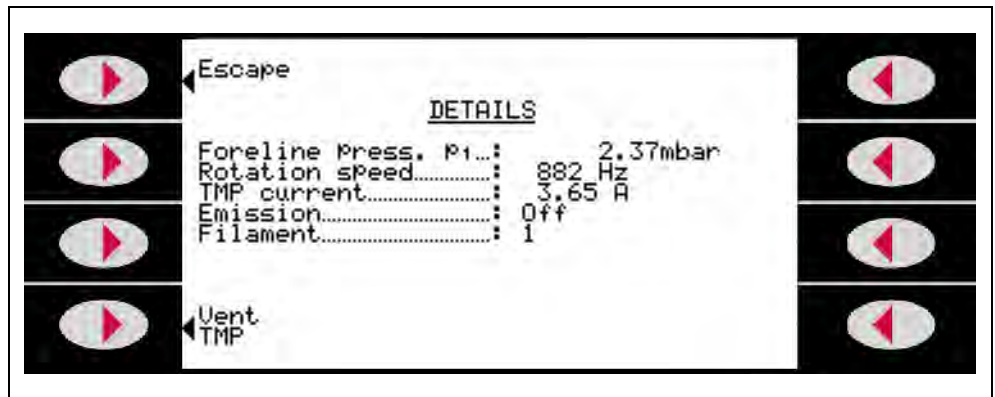 Escape
DETAILS
Foreline Press. P1…: 2.37mbar
Rotation speed…………: 882 Hz
TMP current………………: 3.65 A
Emission……………………: Off
Filament……………………: 1
Vent
TMP